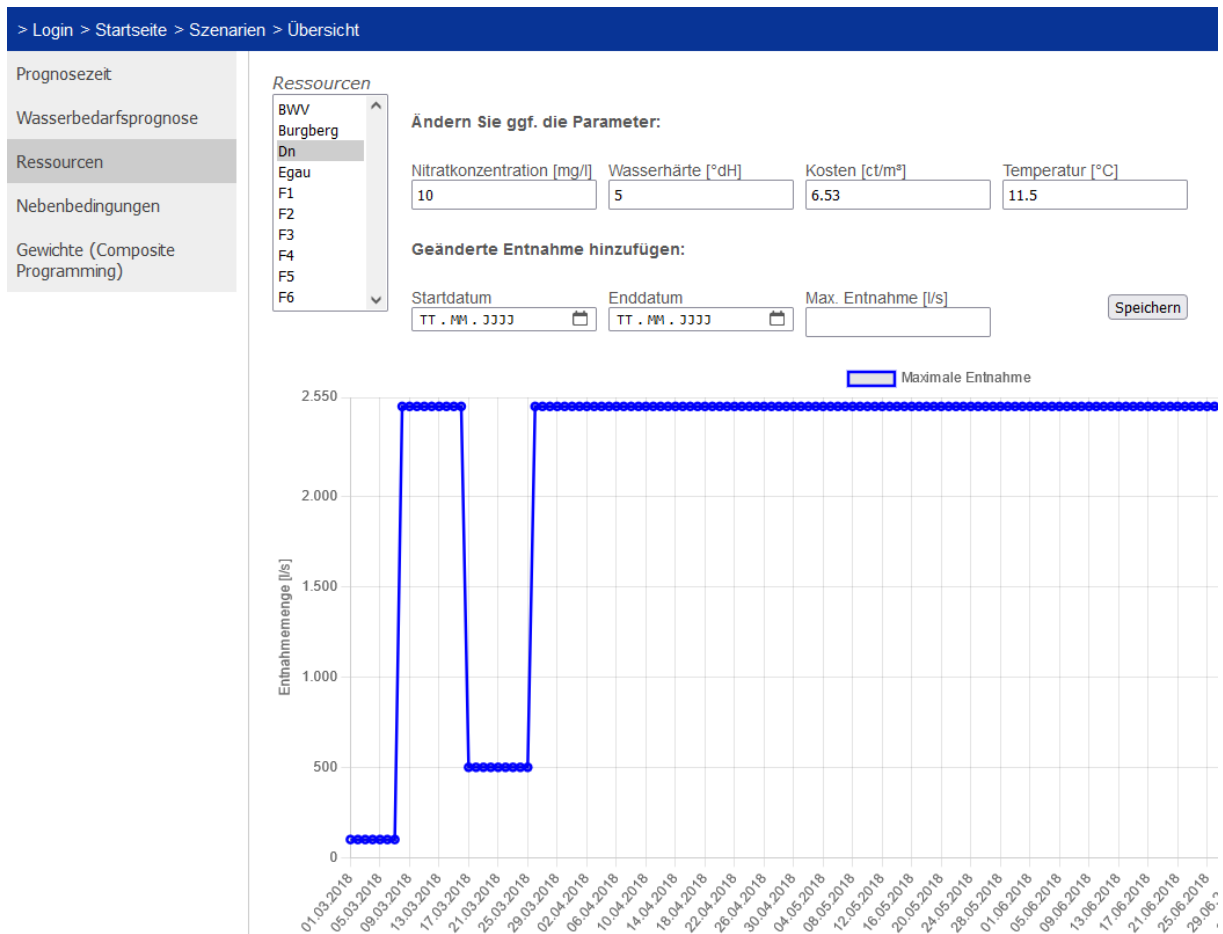 > Login > Startseite > Szenarien > Übersicht
Prognosezeit
Wasserbedarfsprognose
Ressourcen
Nebenbedingungen
Gewichte (Composite
Programming)
Ressourcen
BWV
Burgberg
Dn
Egau
F1
F2
F3
F4
F5
F6
Ändern Sie ggf. die Parameter:
Nitratkonzentration [mg/l] Wasserhärte [°dH] Kosten [ct/m³] Temperatur [°C]
10 5 6.53 11.5
Geänderte Entnahme hinzufügen:
Startdatum Enddatum Max. Entnahme [l/s]
TT.MM.JJJJ TT.MM.JJJJ Speichern
Maximale Entnahme
Entnahmemenge [l/s]
2.550
2.000
1.500
1.000
500
0
01.03.2018 05.03.2018 09.03.2018 13.03.2018 17.03.2018 21.03.2018 25.03.2018 29.03.2018 02.04.2018 06.04.2018 10.04.2018 14.04.2018 18.04.2018 22.04.2018 26.04.2018 30.04.2018 04.05.2018 08.05.2018 12.05.2018 16.05.2018 20.05.2018 24.05.2018 28.05.2018 01.06.2018 05.06.2018 09.06.2018 13.06.2018 17.06.2018 21.06.2018 25.06.2018 29.06.